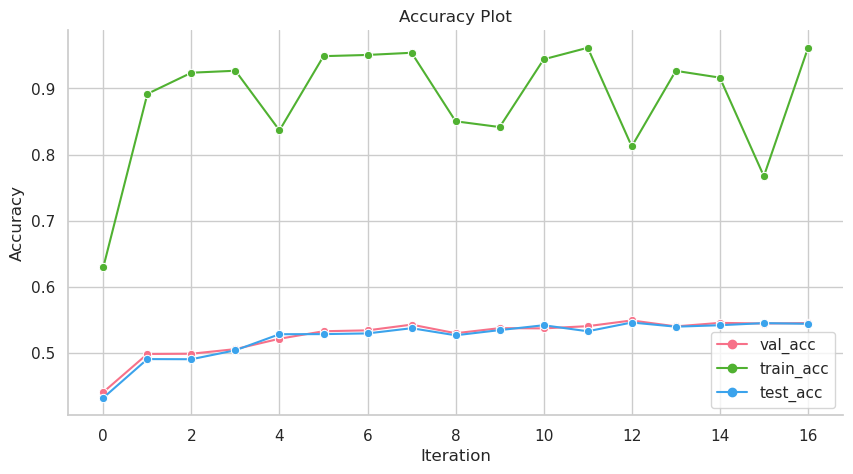 Accuracy Plot
Accuracy
0.9
0.8
0.7
0.6
0.5
0 2 4 6 8 10 12 14 16
Iteration
val_acc
train_acc
test_acc